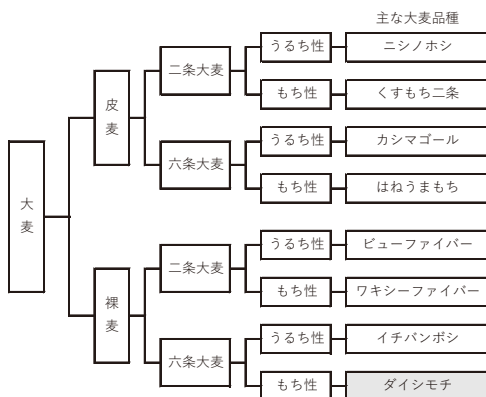 主な大麦品種
大麦
皮麦
二条大麦
うるち性
ニシノホシ
もち性
くすもち二条
六条大麦
うるち性
カシマゴール
もち性
はねうまもち
裸麦
二条大麦
うるち性
ビューファイバー
もち性
ワキシーファイバー
六条大麦
うるち性
イチバンボシ
もち性
ダイシモチ